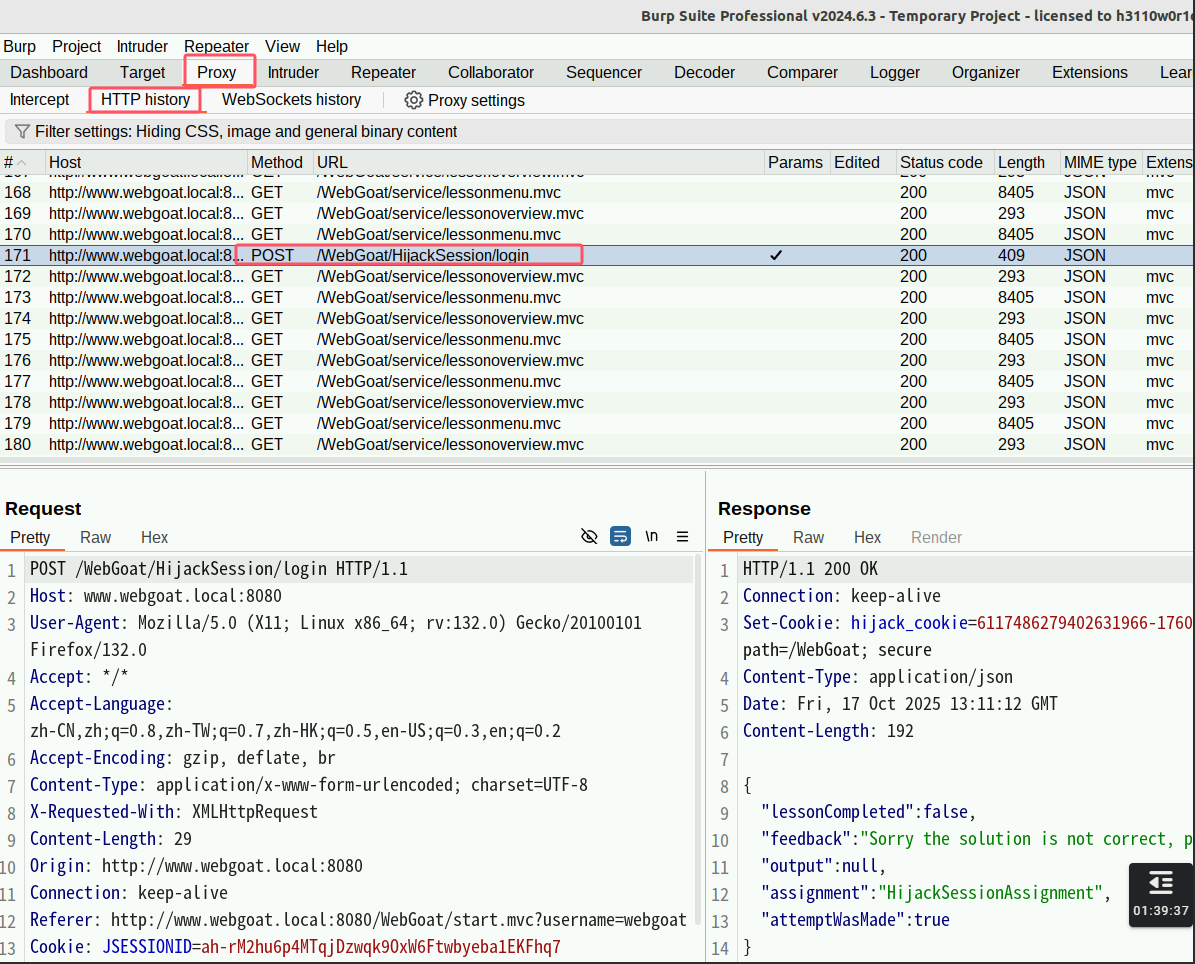 Burp Suite Professional v2024.6.3 - Temporary Project - licensed to h3110w0r1
Burp Project Intruder Repeater View Help
Dashboard Target Proxy Intruder Repeater Collaborator Sequencer Decoder Comparer Logger Organizer Extensions Lear
Intercept HTTP history WebSockets history Proxy settings
Filter settings: Hiding CSS, image and general binary content
# Host Method URL Params Edited Status code Length MIME type Extens
168 http://www.webgoat.local:8... GET /WebGoat/service/lessonmenu.mvc 200 8405 JSON mvc
169 http://www.webgoat.local:8... GET /WebGoat/service/lessonoverview.mvc 200 293 JSON mvc
170 http://www.webgoat.local:8... GET /WebGoat/service/lessonmenu.mvc 200 8405 JSON mvc
171 http://www.webgoat.local:8... POST /WebGoat/HijackSession/login ✓ 200 409 JSON
172 http://www.webgoat.local:8... GET /WebGoat/service/lessonoverview.mvc 200 293 JSON mvc
173 http://www.webgoat.local:8... GET /WebGoat/service/lessonmenu.mvc 200 8405 JSON mvc
174 http://www.webgoat.local:8... GET /WebGoat/service/lessonoverview.mvc 200 293 JSON mvc
175 http://www.webgoat.local:8... GET /WebGoat/service/lessonmenu.mvc 200 8405 JSON mvc
176 http://www.webgoat.local:8... GET /WebGoat/service/lessonoverview.mvc 200 293 JSON mvc
177 http://www.webgoat.local:8... GET /WebGoat/service/lessonmenu.mvc 200 8405 JSON mvc
178 http://www.webgoat.local:8... GET /WebGoat/service/lessonoverview.mvc 200 293 JSON mvc
179 http://www.webgoat.local:8... GET /WebGoat/service/lessonmenu.mvc 200 8405 JSON mvc
180 http://www.webgoat.local:8... GET /WebGoat/service/lessonoverview.mvc 200 293 JSON mvc
Request
Pretty Raw Hex \n
1 POST /WebGoat/HijackSession/login HTTP/1.1
2 Host: www.webgoat.local:8080
3 User-Agent: Mozilla/5.0 (X11; Linux x86_64; rv:132.0) Gecko/20100101
Firefox/132.0
4 Accept: */*
5 Accept-Language:
zh-CN,zh;q=0.8,zh-TW;q=0.7,zh-HK;q=0.5,en-US;q=0.3,en;q=0.2
6 Accept-Encoding: gzip, deflate, br
7 Content-Type: application/x-www-form-urlencoded; charset=UTF-8
8 X-Requested-With: XMLHttpRequest
9 Content-Length: 29
10 Origin: http://www.webgoat.local:8080
11 Connection: keep-alive
12 Referer: http://www.webgoat.local:8080/WebGoat/start.mvc?username=webgoat
13 Cookie: JSESSIONID=ah-rM2hu6p4MTqjDzwqk9OxW6Ftwbyeba1EKFhq7
Response
Pretty Raw Hex Render
1 HTTP/1.1 200 OK
2 Connection: keep-alive
3 Set-Cookie: hijack_cookie=6117486279402631966-1760
path=/WebGoat; secure
4 Content-Type: application/json
5 Date: Fri, 17 Oct 2025 13:11:12 GMT
6 Content-Length: 192
7
8 {
9 "lessonCompleted":false,
10 "feedback":"Sorry the solution is not correct, p
11 "output":null,
12 "assignment":"HijackSessionAssignment",
13 "attemptWasMade":true
14 }
01:39:37